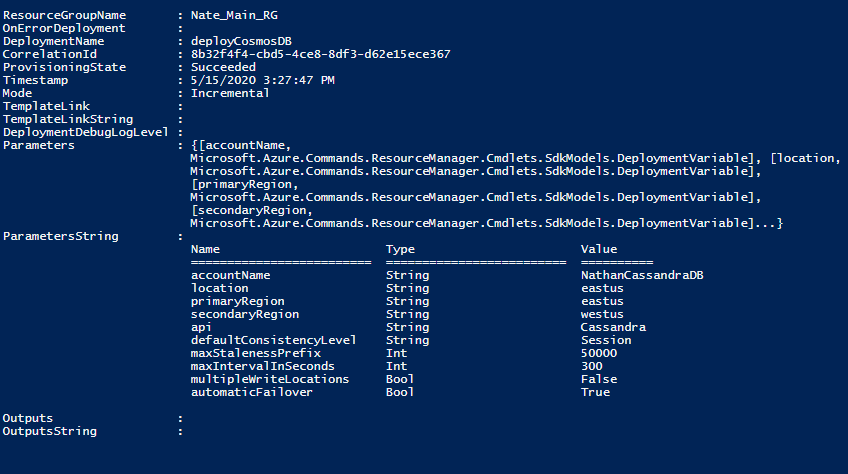 ResourceGroupName       : Nate_Main_RG
OnErrorDeployment       :
DeploymentName          : deployCosmosDB
CorrelationId           : 8b32f4f4-cbd5-4ce8-8df3-d62e15ece367
ProvisioningState       : Succeeded
Timestamp               : 5/15/2020 3:27:47 PM
Mode                    : Incremental
TemplateLink            :
TemplateLinkString      :
DeploymentDebugLogLevel :
Parameters              : {[accountName,
                          Microsoft.Azure.Commands.ResourceManager.Cmdlets.SdkModels.DeploymentVariable], [location,
                          Microsoft.Azure.Commands.ResourceManager.Cmdlets.SdkModels.DeploymentVariable],
                          [primaryRegion,
                          Microsoft.Azure.Commands.ResourceManager.Cmdlets.SdkModels.DeploymentVariable],
                          [secondaryRegion,
                          Microsoft.Azure.Commands.ResourceManager.Cmdlets.SdkModels.DeploymentVariable]...}
ParametersString        :
                          Name                       Type                       Value
                          =========================  =========================  ==========
                          accountName                String                     NathanCassandraDB
                          location                   String                     eastus
                          primaryRegion              String                     eastus
                          secondaryRegion            String                     westus
                          api                        String                     Cassandra
                          defaultConsistencyLevel    String                     Session
                          maxStalenessPrefix         Int                        50000
                          maxIntervalInSeconds       Int                        300
                          multipleWriteLocations     Bool                       False
                          automaticFailover          Bool                       True
Outputs                 :
OutputsString           :